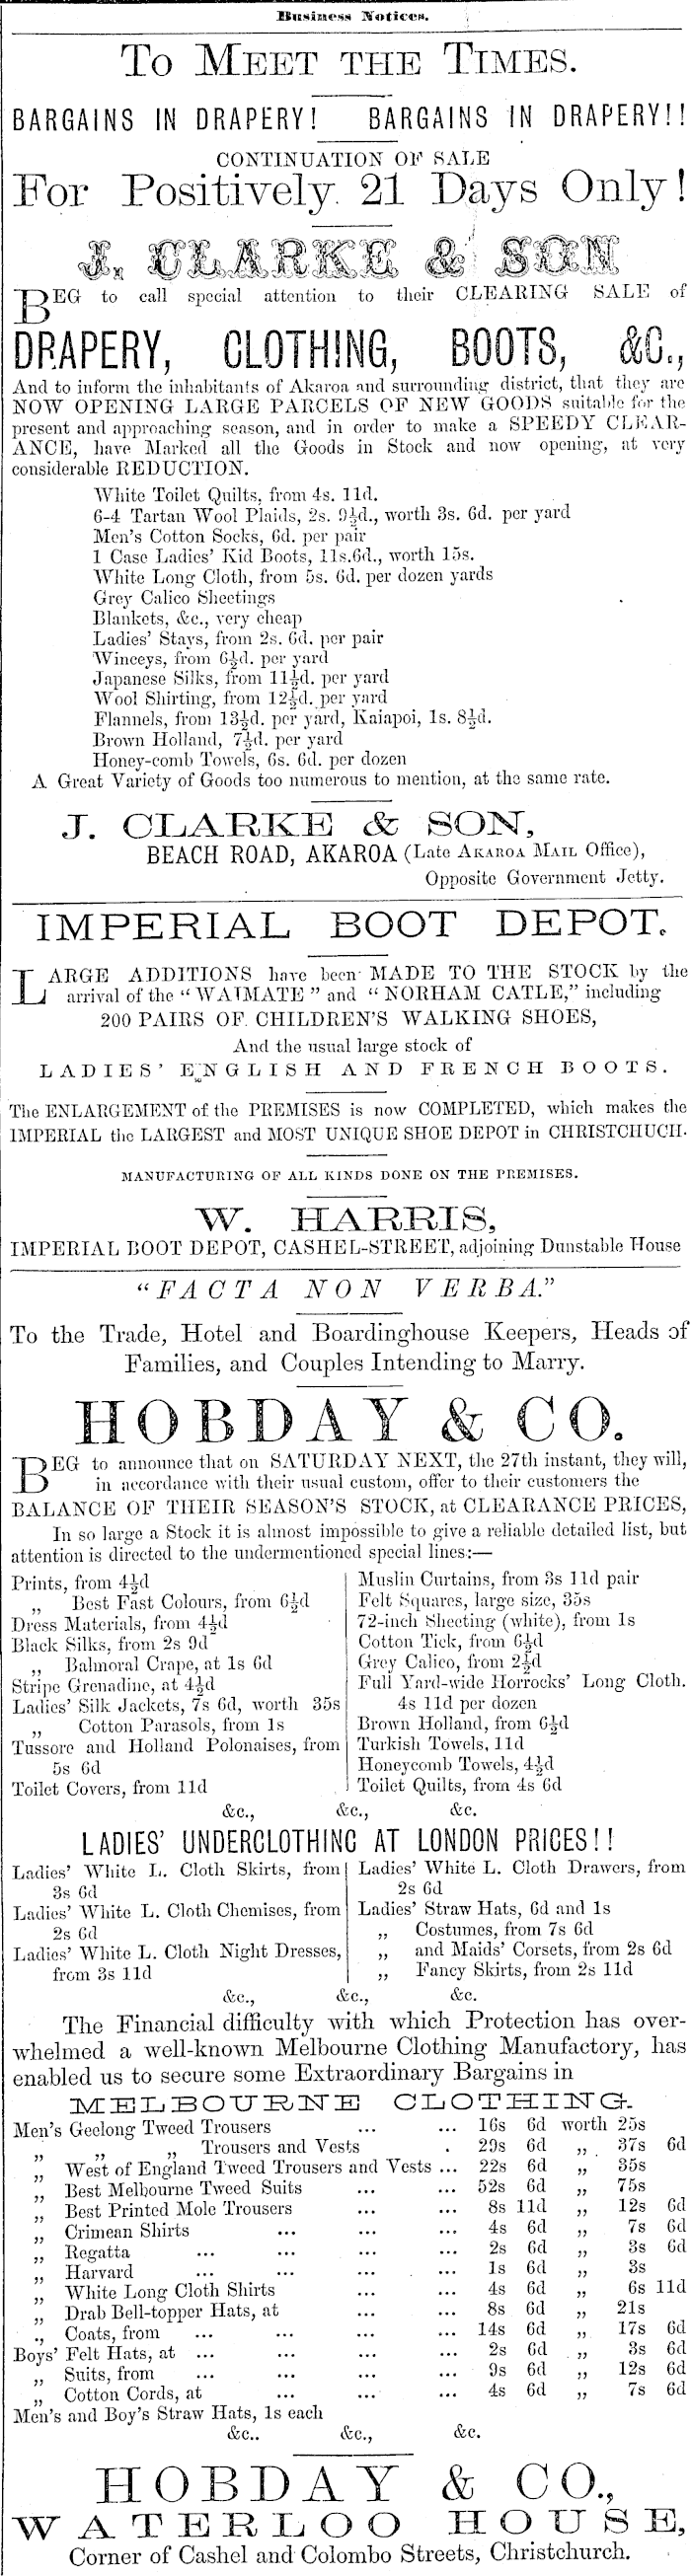 Business Notices.
To Meet the Times.
BARGAINS IN DRAPERY! BARGAINS IN DRAPERY!!
CONTINUATION OF SALE
For Positively 21 Days Only!
J. CLARKE & SON
BEG to call special attention to their CLEARING SALE of
DRAPERY, CLOTHING, BOOTS, &C.,
And to inform the inhabitants of Akaroa and surrounding district, that they are
NOW OPENING LARGE PARCELS OF NEW GOODS suitable for the
present and approaching season, and in order to make a SPEEDY CLEAR-
ANCE, have Marked all the Goods in Stock and now opening, at very
considerable REDUCTION.
White Toilet Quilts, from 4s. 11d.
6-4 Tartan Wool Plaids, 2s. 9½d., worth 3s. 6d. per yard
Men's Cotton Socks, 6d. per pair
1 Case Ladies' Kid Boots, 11s.6d., worth 15s.
White Long Cloth, from 5s. 6d. per dozen yards
Grey Calico Sheetings
Blankets, &c., very cheap
Ladies' Stays, from 2s. 6d. per pair
Winceys, from 6½d. per yard
Japanese Silks, from 11½d. per yard
Wool Shirting, from 12½d. per yard
Flannels, from 13½d. per yard, Kaiapoi, 1s. 8½d.
Brown Holland, 7½d. per yard
Honey-comb Towels, 6s. 6d. per dozen
A Great Variety of Goods too numerous to mention, at the same rate.
J. CLARKE & SON,
BEACH ROAD, AKAROA (Late Akaroa Mail Office),
Opposite Government Jetty.
IMPERIAL BOOT DEPOT.
LARGE ADDITIONS have been MADE TO THE STOCK by the
arrival of the "WAIMATE" and "NORHAM CATLE," including
200 PAIRS OF CHILDREN'S WALKING SHOES,
And the usual large stock of
LADIES' ENGLISH AND FRENCH BOOTS.
The ENLARGEMENT of the PREMISES is now COMPLETED, which makes the
IMPERIAL the LARGEST and MOST UNIQUE SHOE DEPOT in CHRISTCHUCH.
MANUFACTURING OF ALL KINDS DONE ON THE PREMISES.
W. HARRIS,
IMPERIAL BOOT DEPOT, CASHEL-STREET, adjoining Dunstable House
"FACTA NON VERBA."
To the Trade, Hotel and Boardinghouse Keepers, Heads of
Families, and Couples Intending to Marry.
HOBDAY & CO.
BEG to announce that on SATURDAY NEXT, the 27th instant, they will,
in accordance with their usual custom, offer to their customers the
BALANCE OF THEIR SEASON'S STOCK, at CLEARANCE PRICES,
In so large a Stock it is almost impossible to give a reliable detailed list, but
attention is directed to the undermentioned special lines:—
Prints, from 4½d
„ Best Fast Colours, from 6½d
Dress Materials, from 4½d
Black Silks, from 2s 9d
„ Balmoral Crape, at 1s 6d
Stripe Grenadine, at 4½d
Ladies' Silk Jackets, 7s 6d, worth 35s
„ Cotton Parasols, from 1s
Tussore and Holland Polonaises, from
5s 6d
Toilet Covers, from 11d
Muslin Curtains, from 3s 11d pair
Felt Squares, large size, 35s
72-inch Sheeting (white), from 1s
Cotton Tick, from 6½d
Grey Calico, from 2½d
Full Yard-wide Horrocks' Long Cloth.
4s 11d per dozen
Brown Holland, from 6½d
Turkish Towels, 11d
Honeycomb Towels, 4½d
Toilet Quilts, from 4s 6d
&c., &c., &c.
LADIES' UNDERCLOTHING AT LONDON PRICES!!
Ladies' White L. Cloth Skirts, from
3s 6d
Ladies' White L. Cloth Chemises, from
2s 6d
Ladies' White L. Cloth Night Dresses,
from 3s 11d
Ladies' White L. Cloth Drawers, from
2s 6d
Ladies' Straw Hats, 6d and 1s
„ Costumes, from 7s 6d
„ and Maids' Corsets, from 2s 6d
„ Fancy Skirts, from 2s 11d
&c., &c., &c.
The Financial difficulty with which Protection has over-
whelmed a well-known Melbourne Clothing Manufactory, has
enabled us to secure some Extraordinary Bargains in
MELBOURNE CLOTHING.
Men's Geelong Tweed Trousers ... ... 16s 6d worth 25s
„ „ „ Trousers and Vests . 29s 6d „ 37s 6d
„ West of England Tweed Trousers and Vests ... 22s 6d „ 35s
„ Best Melbourne Tweed Suits ... ... 52s 6d „ 75s
„ Best Printed Mole Trousers ... ... 8s 11d „ 12s 6d
„ Crimean Shirts ... ... ... 4s 6d „ 7s 6d
„ Regatta ... ... ... ... 2s 6d „ 3s 6d
„ Harvard ... ... ... ... 1s 6d „ 3s
„ White Long Cloth Shirts ... ... 4s 6d „ 6s 11d
„ Drab Bell-topper Hats, at ... ... 8s 6d „ 21s
„ Coats, from ... ... ... ... 14s 6d „ 17s 6d
Boys' Felt Hats, at ... ... ... ... 2s 6d „ 3s 6d
„ Suits, from ... ... ... ... 9s 6d „ 12s 6d
„ Cotton Cords, at ... ... ... 4s 6d „ 7s 6d
Men's and Boy's Straw Hats, 1s each
&c.. &c., &c.
HOBDAY & CO.,
WATERLOO HOUSE,
Corner of Cashel and Colombo Streets, Christchurch.